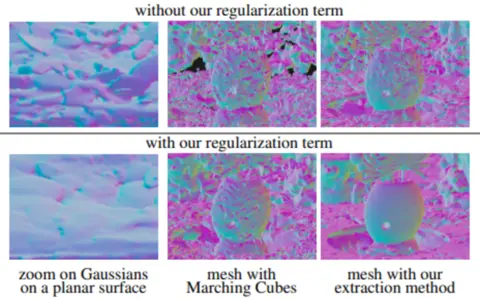 without our regularization term
with our regularization term
zoom on Gaussians
on a planar surface
mesh with
Marching Cubes
mesh with our
extraction method